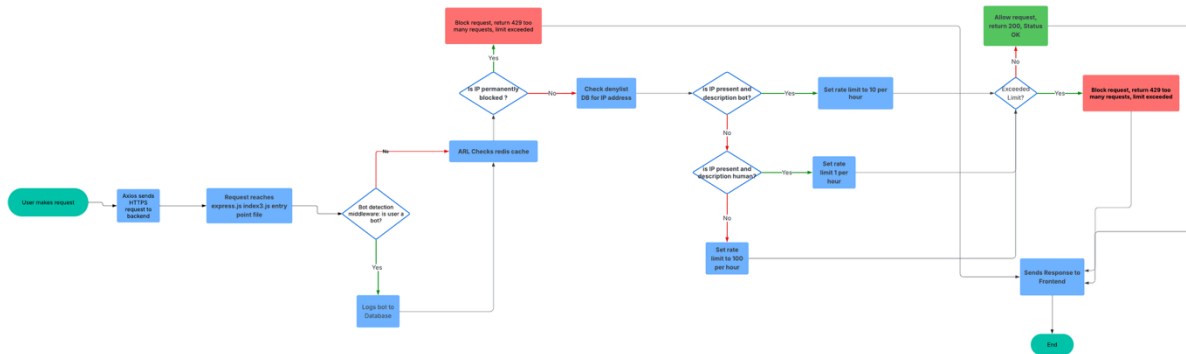 User makes request
Axios sends
HTTPS
request to
backend
Request reaches
express.js index3.js entry
point file
Bot detection
middleware: is user a
bot?
No
Yes
Logs bot to
Database
ARL Checks redis cache
is IP permanently
blocked ?
Yes
Block request, return 429 too
many requests, limit exceeded
No
Check denylist
DB for IP address
is IP present and
description bot?
Yes
Set rate limit to 10 per
hour
No
is IP present and
description human?
Yes
Set rate
limit 1 per
hour
No
Set rate
limit to 100
per hour
Exceeded
Limit?
No
Allow request,
return 200, Status
OK
Yes
Block request, return 429 too
many requests, limit exceeded
Sends Response to
Frontend
End